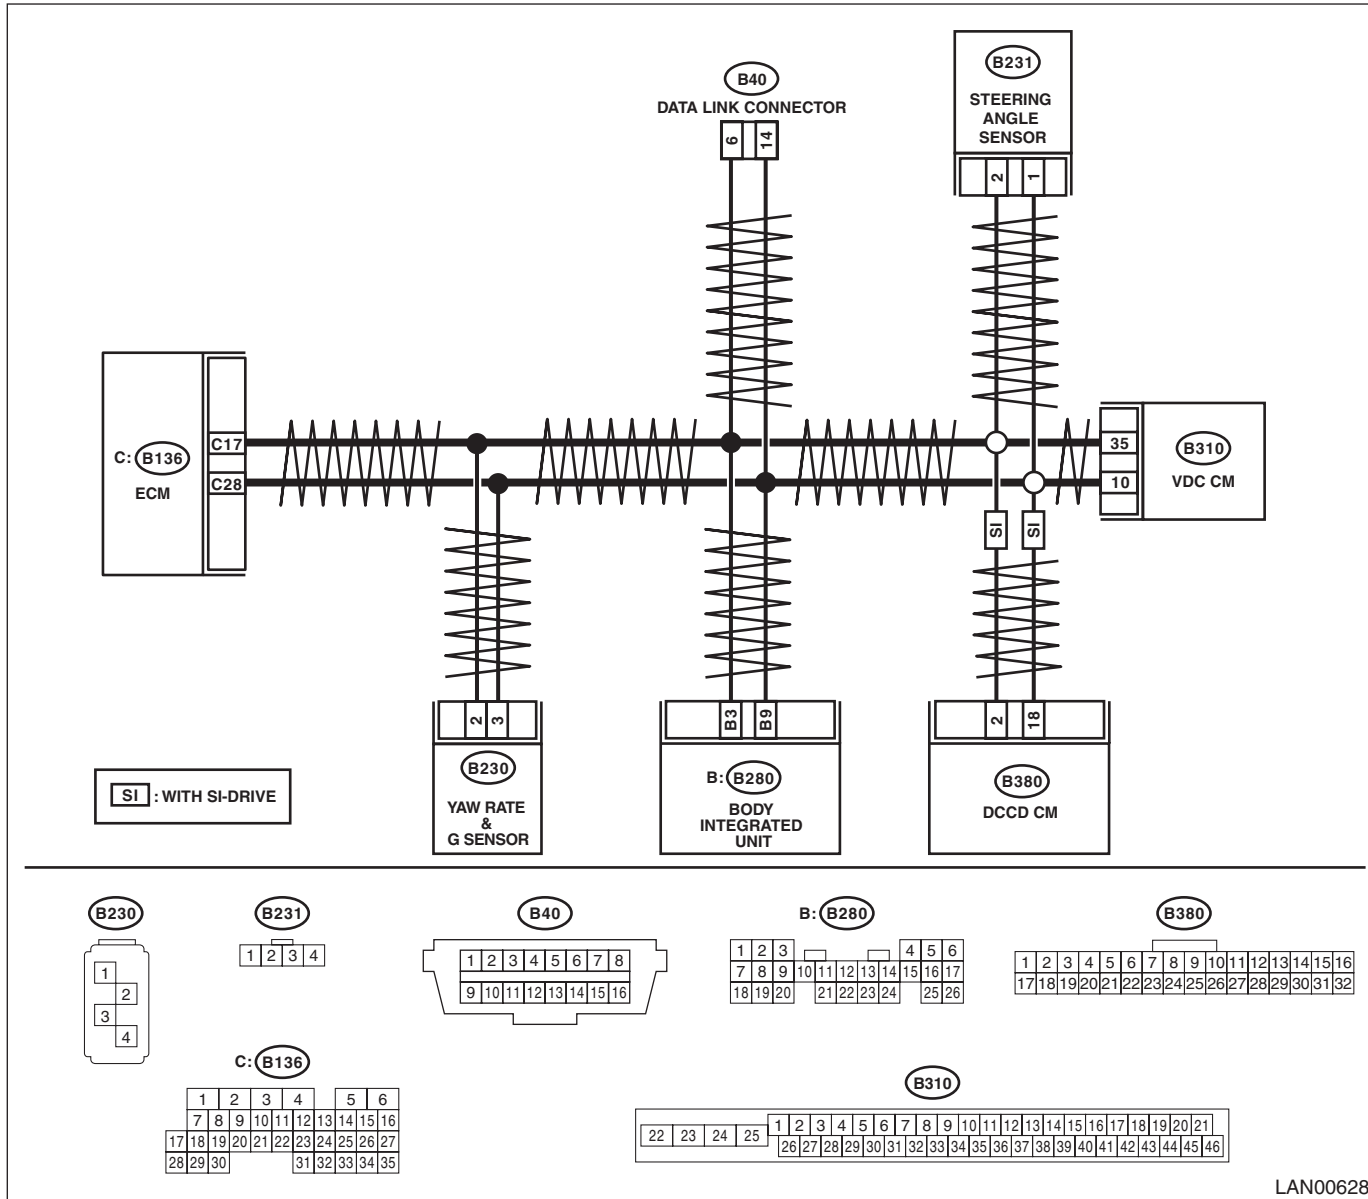 B40
DATA LINK CONNECTOR
6 14
B231
STEERING
ANGLE
SENSOR
2 1
C: B136
ECM
C17
C28
35
10
B310
VDC CM
SI SI
2 3
B230
YAW RATE
&
G SENSOR
B3 B9
B: B280
BODY
INTEGRATED
UNIT
2 18
B380
DCCD CM
SI : WITH SI-DRIVE
B230
1
2
3
4
B231
1 2 3 4
B40
1 2 3 4 5 6 7 8
9 10 11 12 13 14 15 16
B: B280
1 2 3 4 5 6
7 8 9 10 11 12 13 14 15 16 17
18 19 20 21 22 23 24 25 26
B380
1 2 3 4 5 6 7 8 9 10 11 12 13 14 15 16
17 18 19 20 21 22 23 24 25 26 27 28 29 30 31 32
C: B136
1 2 3 4 5 6
7 8 9 10 11 12 13 14 15 16
17 18 19 20 21 22 23 24 25 26 27
28 29 30 31 32 33 34 35
B310
22 23 24 25 1 2 3 4 5 6 7 8 9 10 11 12 13 14 15 16 17 18 19 20 21
26 27 28 29 30 31 32 33 34 35 36 37 38 39 40 41 42 43 44 45 46
LAN00628